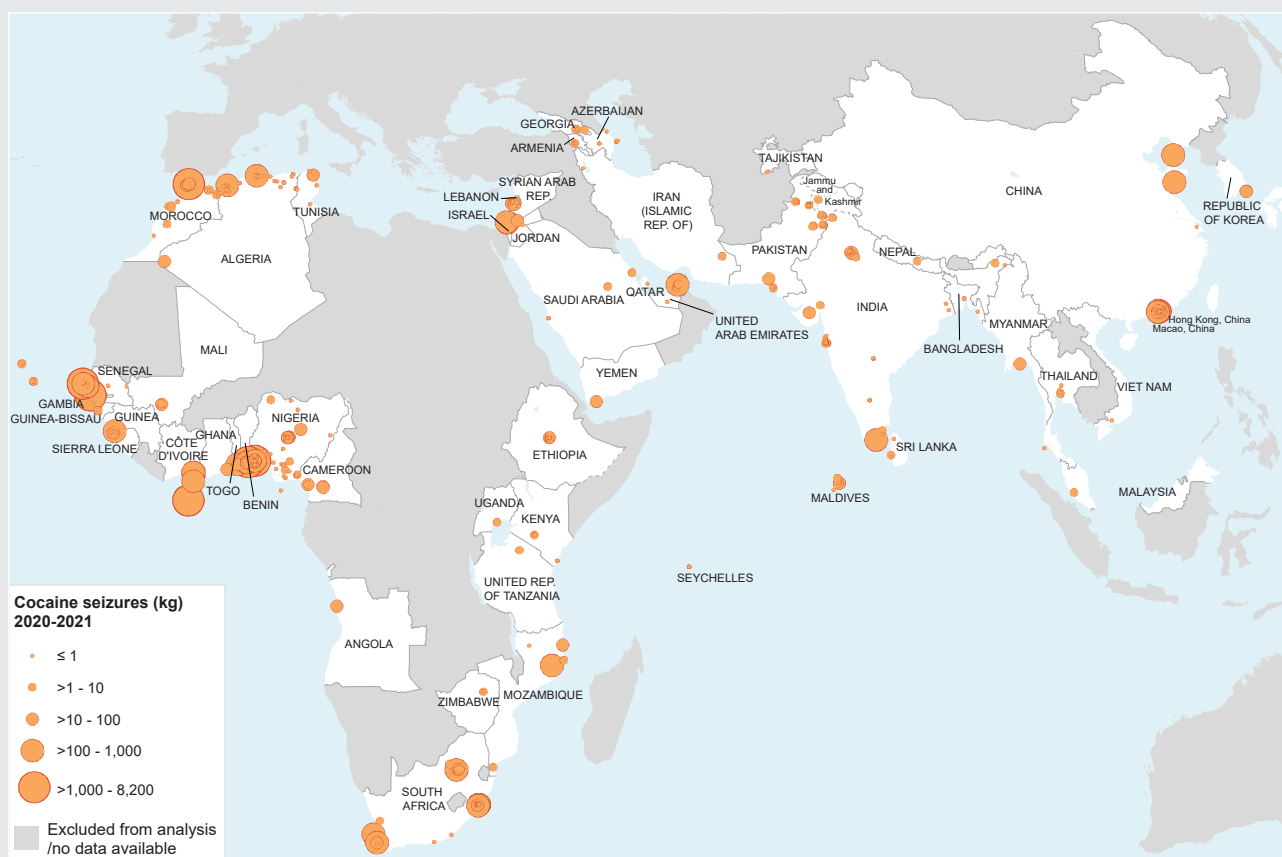 AZERBAIJAN
GEORGIA
ARMENIA
TAJIKISTAN
Jammu
and
Kashmir
CHINA
REPUBLIC
OF KOREA
SYRIAN ARAB
REP.
LEBANON
ISRAEL
JORDAN
IRAN
(ISLAMIC
REP. OF)
MOROCCO
TUNISIA
ALGERIA
PAKISTAN
NEPAL
SAUDI ARABIA
QATAR
UNITED
ARAB EMIRATES
INDIA
BANGLADESH
MYANMAR
Hong Kong, China
Macao, China
MALI
YEMEN
THAILAND
VIET NAM
SENEGAL
GAMBIA
GUINEA-BISSAU
GUINEA
SIERRA LEONE
CÔTE
D'IVOIRE
GHANA
NIGERIA
TOGO
BENIN
CAMEROON
ETHIOPIA
SRI LANKA
MALDIVES
MALAYSIA
UGANDA
KENYA
UNITED REP.
OF TANZANIA
SEYCHELLES
ANGOLA
ZIMBABWE
MOZAMBIQUE
SOUTH
AFRICA
Cocaine seizures (kg)
2020-2021
≤ 1
>1 - 10
>10 - 100
>100 - 1,000
>1,000 - 8,200
Excluded from analysis
/no data available